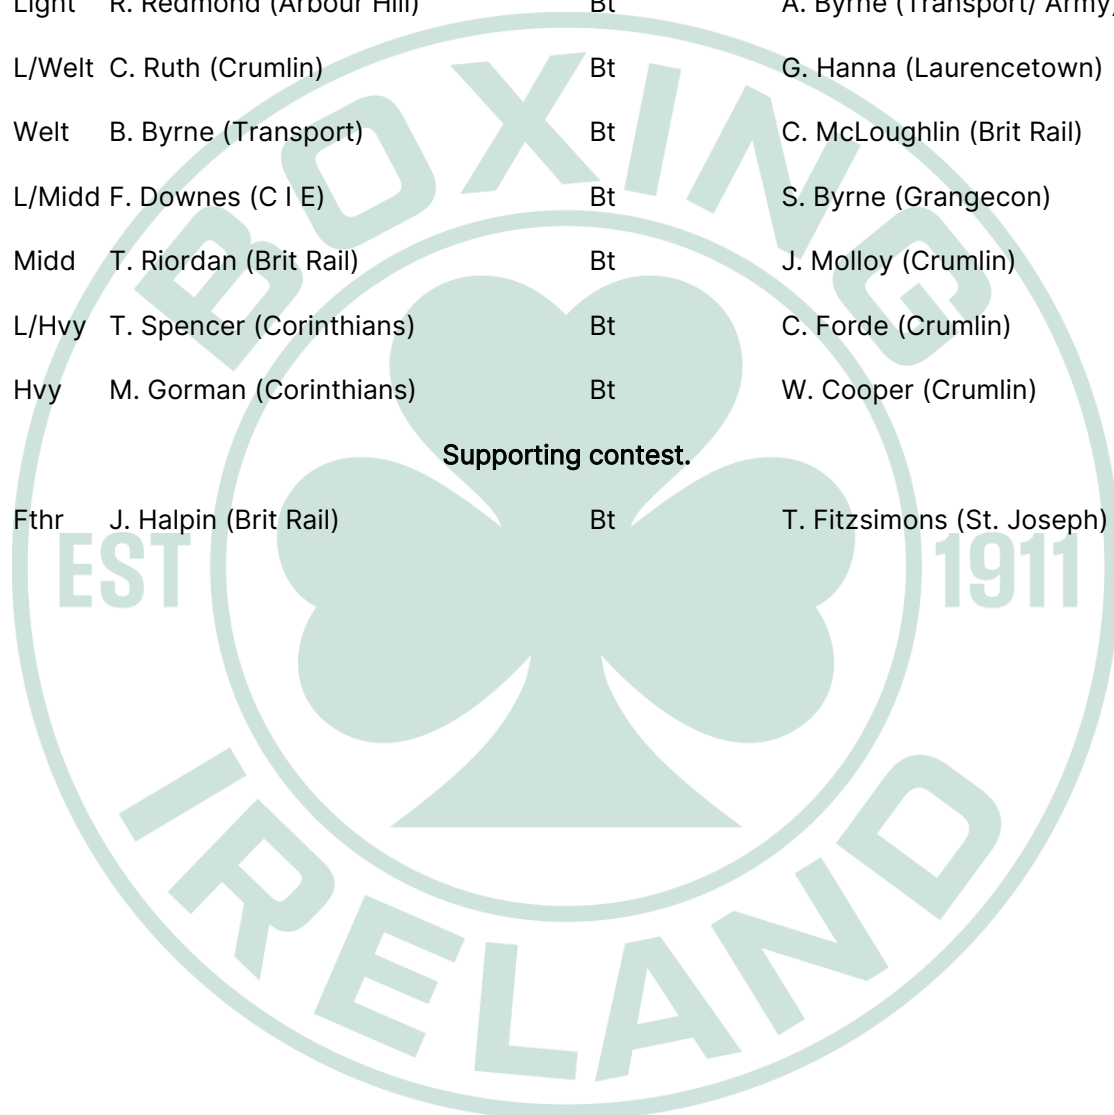 Light R. Redmond (Arbour Hill) Bt A. Byrne (Transport/ Army)
L/Welt C. Ruth (Crumlin) Bt G. Hanna (Laurencetown)
Welt B. Byrne (Transport) Bt C. McLoughlin (Brit Rail)
L/Midd F. Downes (C I E) Bt S. Byrne (Grangecon)
Midd T. Riordan (Brit Rail) Bt J. Molloy (Crumlin)
L/Hvy T. Spencer (Corinthians) Bt C. Forde (Crumlin)
Hvy M. Gorman (Corinthians) Bt W. Cooper (Crumlin)
Supporting contest.
Fthr J. Halpin (Brit Rail) Bt T. Fitzsimons (St. Joseph)
BOXING
EST 1911
IRELAND